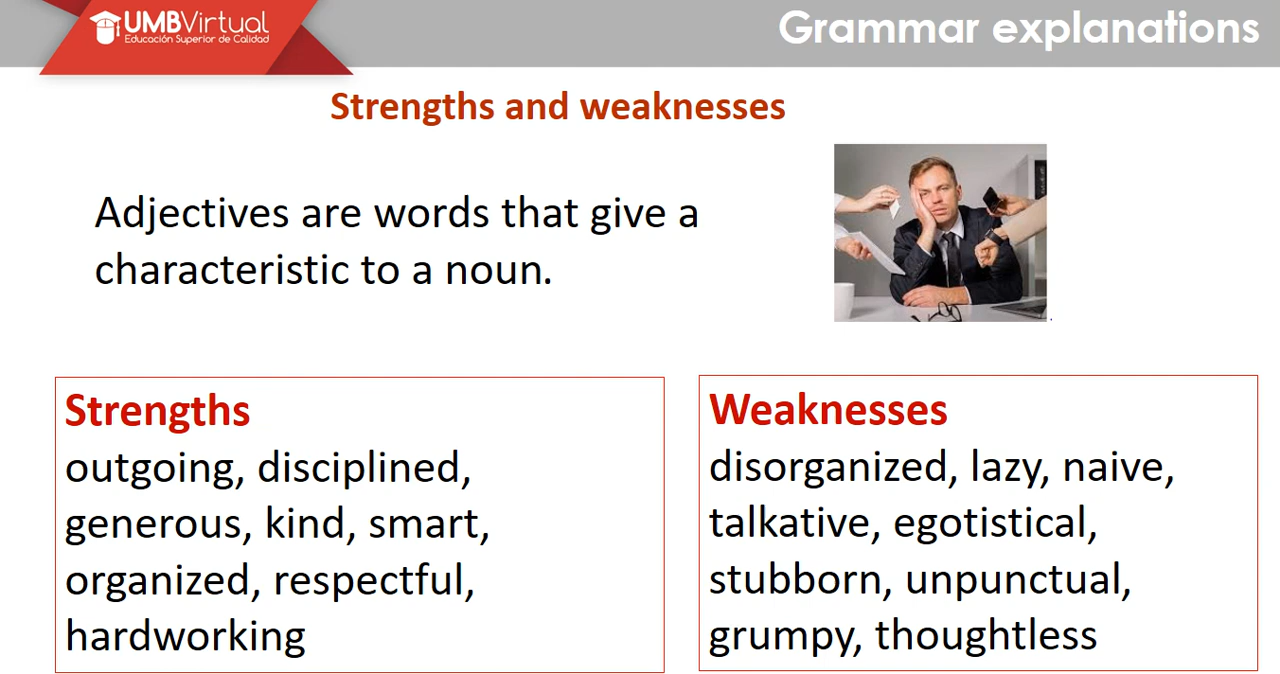 UMBVirtual
Educación Superior de Calidad
Grammar explanations
Strengths and weaknesses
Adjectives are words that give a
characteristic to a noun.
.
Strengths
outgoing, disciplined,
generous, kind, smart,
organized, respectful,
hardworking
Weaknesses
disorganized, lazy, naive,
talkative, egotistical,
stubborn, unpunctual,
grumpy, thoughtless